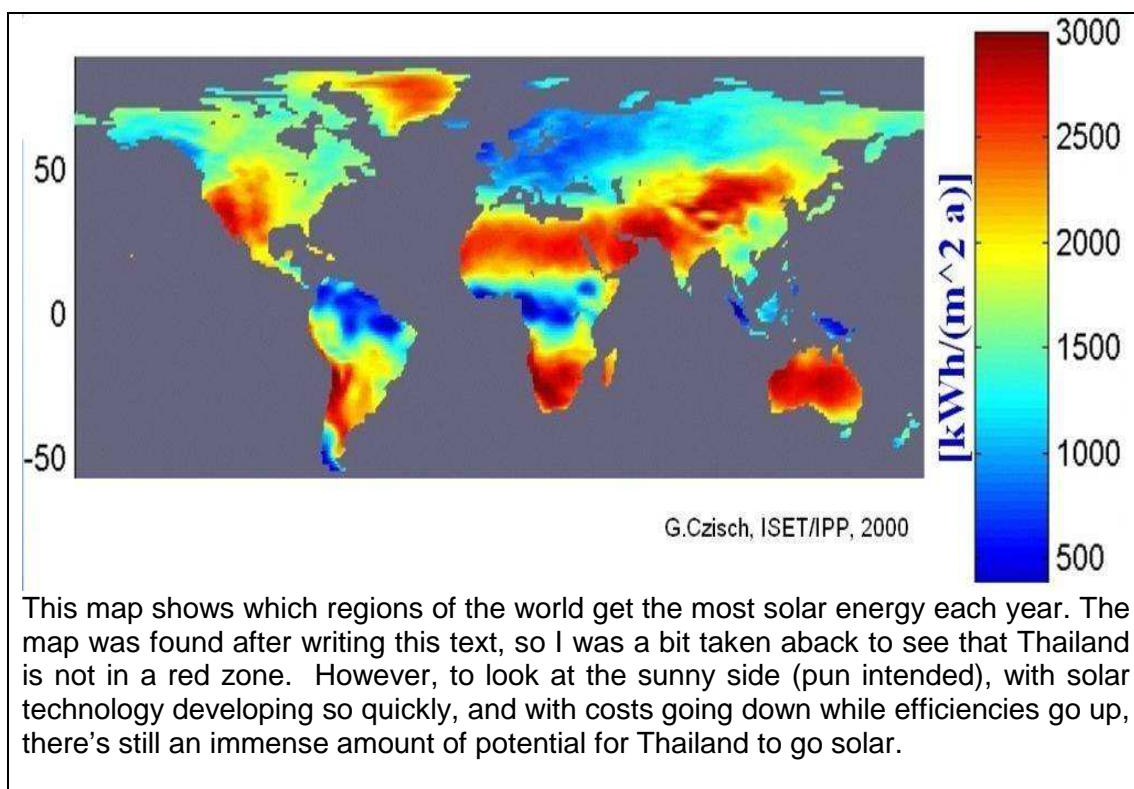 3000
2500
50
2000
0
1500
[kWh/(m^2 a)]
1000
-50
500
G.Czisch, ISET/IPP, 2000
This map shows which regions of the world get the most solar energy each year. The
map was found after writing this text, so I was a bit taken aback to see that Thailand
is not in a red zone.  However, to look at the sunny side (pun intended), with solar
technology developing so quickly, and with costs going down while efficiencies go up,
there's still an immense amount of potential for Thailand to go solar.